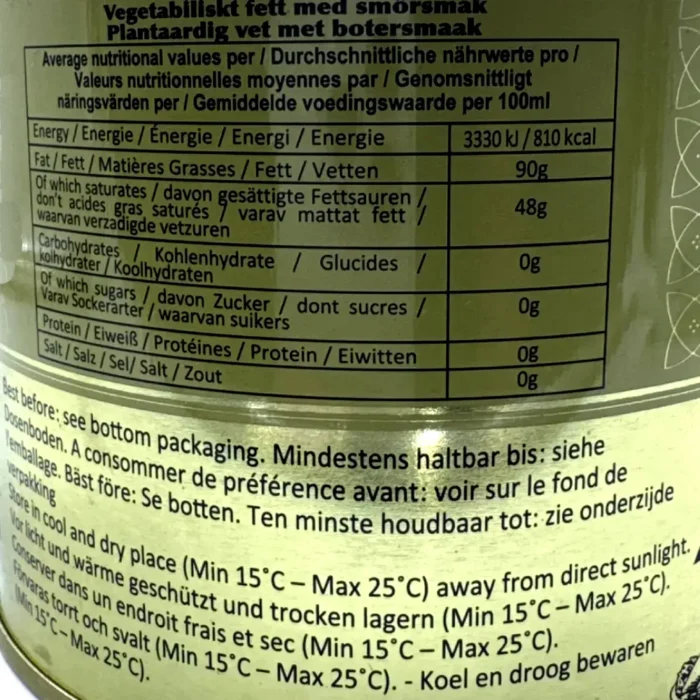 Vegetabiliskt fett med smörsmak
Plantaardig vet met botersmaak
Average nutritional values per / Durchschnittliche nährwerte pro /
Valeurs nutritionnelles moyennes par / Genomsnittligt
näringsvärden per / Gemiddelde voedingswaarde per 100ml
Energy / Energie / Énergie / Energi / Energie 3330 kJ / 810 kcal
Fat / Fett / Matières Grasses / Fett / Vetten 90g
Of which saturates / davon gesättigte Fettsauren /
don't acides gras saturés / varav mattat fett / 48g
waarvan verzadigde vetzuren
Carbohydrates / Kohlenhydrate / Glucides / 0g
kolhydrater / Koolhydraten
Of which sugars / davon Zucker / dont sucres / 0g
Varav Sockerarter / waarvan suikers
Protein / Eiweiß / Protéines / Protein / Eiwitten 0g
Salt / Salz / Sel/ Salt / Zout 0g
Best before: see bottom packaging. Mindestens haltbar bis: siehe
Dosenboden. A consommer de préférence avant: voir sur le fond de
l'emballage. Bäst före: Se botten. Ten minste houdbaar tot: zie onderzijde
verpakking
Store in cool and dry place (Min 15°C – Max 25°C) away from direct sunlight.
Vor licht und wärme geschützt und trocken lagern (Min 15°C – Max 25°C).
Conserver dans un endroit frais et sec (Min 15°C – Max 25°C).
Förvaras torrt och svalt (Min 15°C – Max 25°C). - Koel en droog bewaren
(Min 15°C – Max 25°C).